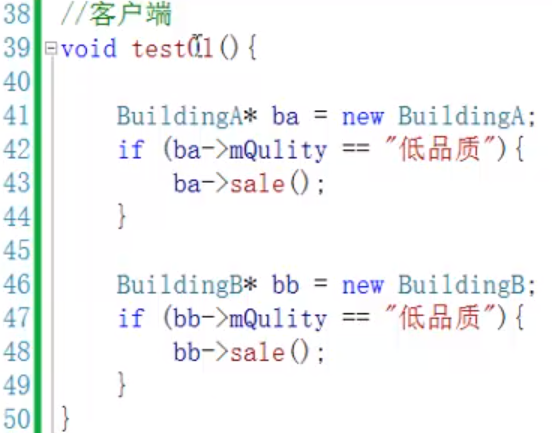 38 //客户端
39 void test01(){
40
41 BuildingA* ba = new BuildingA;
42 if (ba->mQulity == "低品质"){
43 ba->sale();
44 }
45
46 BuildingB* bb = new BuildingB;
47 if (bb->mQulity == "低品质"){
48 bb->sale();
49 }
50 }